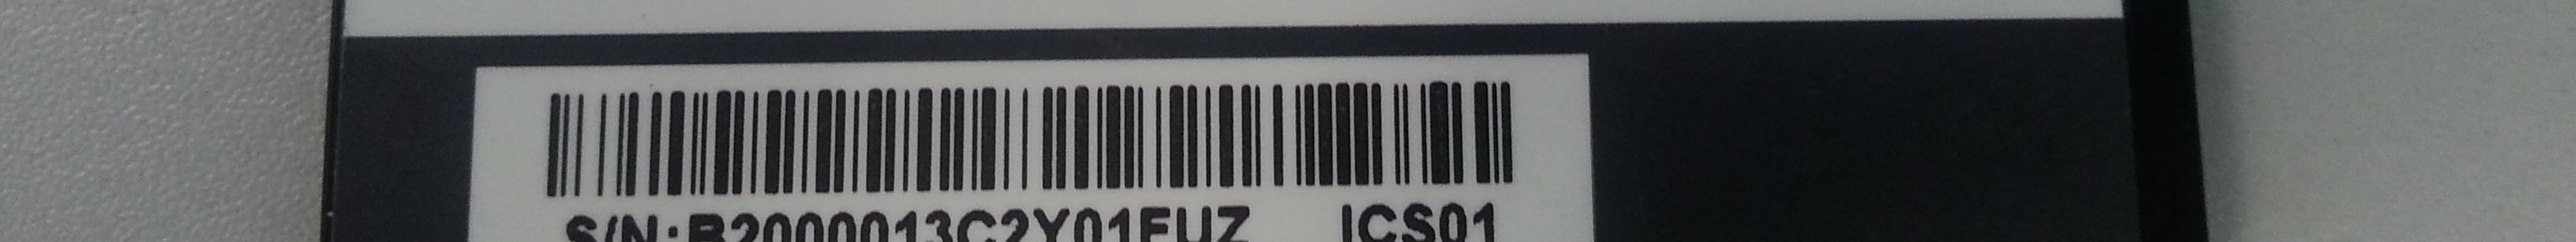 S/N:B2000013C2Y01FUZ ICS01